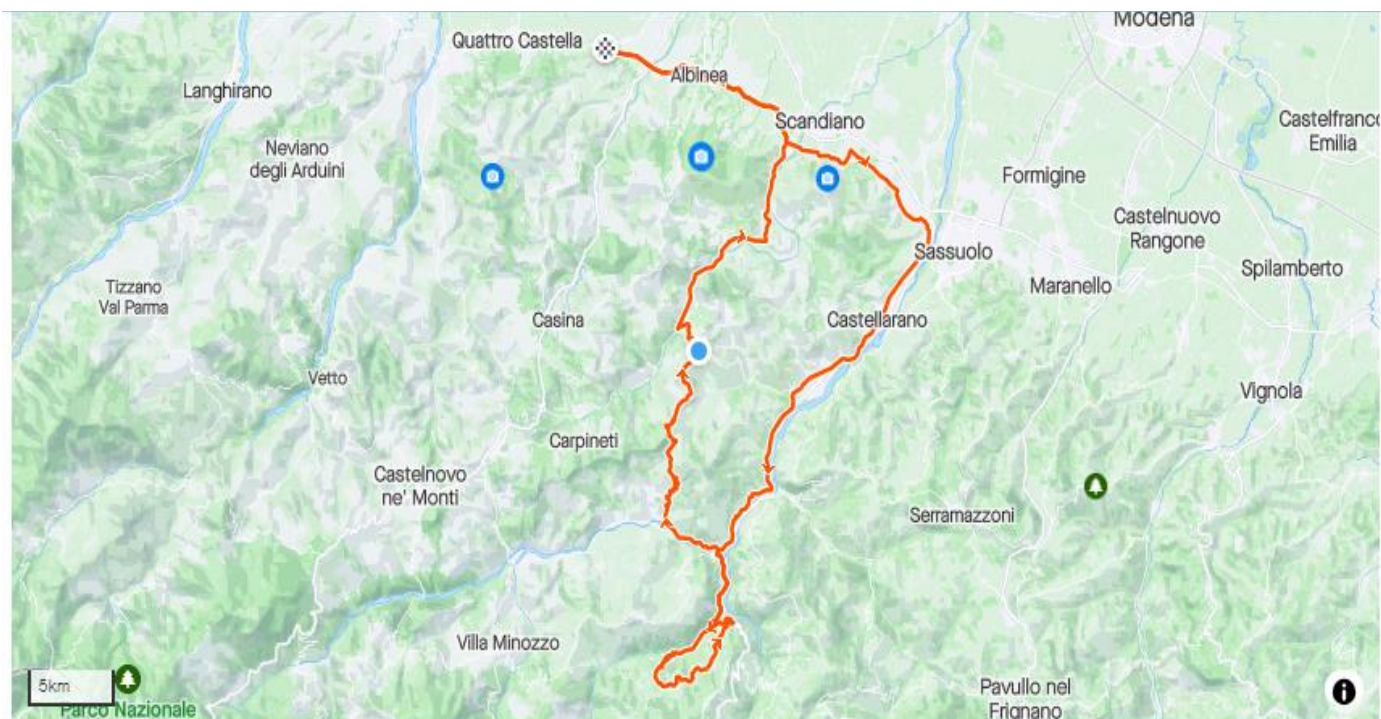 Modena
Quattro Castella
Albinea
Langhirano
Scandiano
Castelfranco
Emilia
Neviano
degli Arduini
Formigine
Castelnuovo
Rangone
Sassuolo
Spilamberto
Maranello
Tizzano
Val Parma
Casina
Castellarano
Vetto
Vignola
Carpineti
Castelnovo
ne' Monti
Serramazzoni
Villa Minozzo
5km
Parco Nazionale
Pavullo nel
Frignano